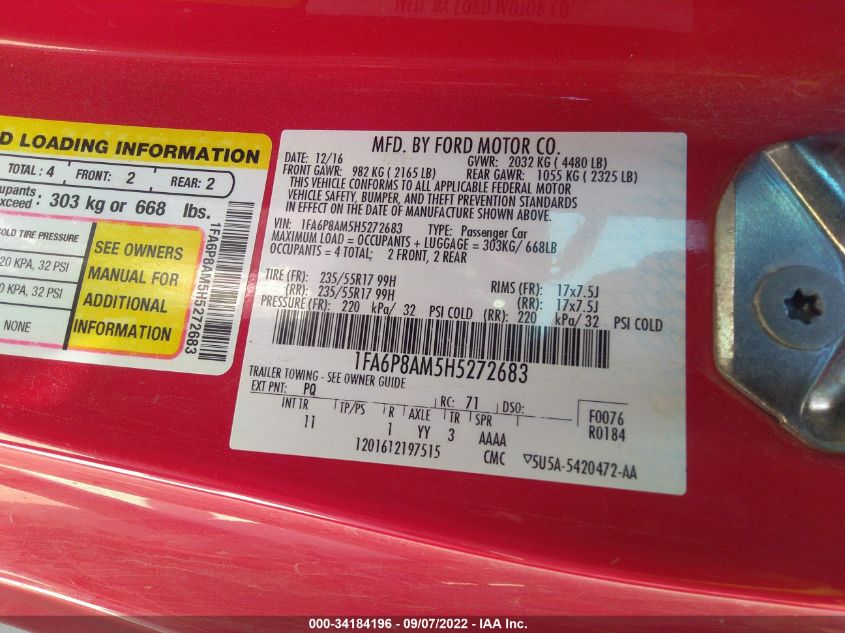 MFD. BY FORD MOTOR CO.
D LOADING INFORMATION
TOTAL: 4 FRONT: 2 REAR: 2
upants
exceed: 303 kg or 668 lbs.
OLD TIRE PRESSURE
20 KPA, 32 PSI
0 KPA, 32 PSI
NONE
SEE OWNERS
MANUAL FOR
ADDITIONAL
INFORMATION
1FA6P8AM5H5272683
MFD. BY FORD MOTOR CO.
DATE: 12/16 GVWR: 2032 KG ( 4480 LB)
FRONT GAWR: 982 KG ( 2165 LB) REAR GAWR: 1055 KG ( 2325 LB)
THIS VEHICLE CONFORMS TO ALL APPLICABLE FEDERAL MOTOR
VEHICLE SAFETY, BUMPER, AND THEFT PREVENTION STANDARDS
IN EFFECT ON THE DATE OF MANUFACTURE SHOWN ABOVE.
VIN: 1FA6P8AM5H5272683 TYPE: Passenger Car
MAXIMUM LOAD = OCCUPANTS + LUGGAGE = 303KG/ 668LB
OCCUPANTS = 4 TOTAL; 2 FRONT, 2 REAR
TIRE (FR): 235/55R17 99H RIMS (FR): 17x7.5J
(RR): 235/55R17 99H (RR): 17x7.5J
PRESSURE (FR): 220 kPa/ 32 PSI COLD (RR): 220 kPa/ 32 PSI COLD
1FA6P8AM5H5272683
TRAILER TOWING - SEE OWNER GUIDE
EXT PNT: PQ RC: 71 DSO: F0076
INT TR TP/PS R AXLE TR SPR R0184
11 1 YY 3 AAAA
1201612197515 CMC 5U5A-5420472-AA
000-34184196 - 09/07/2022 - IAA Inc.